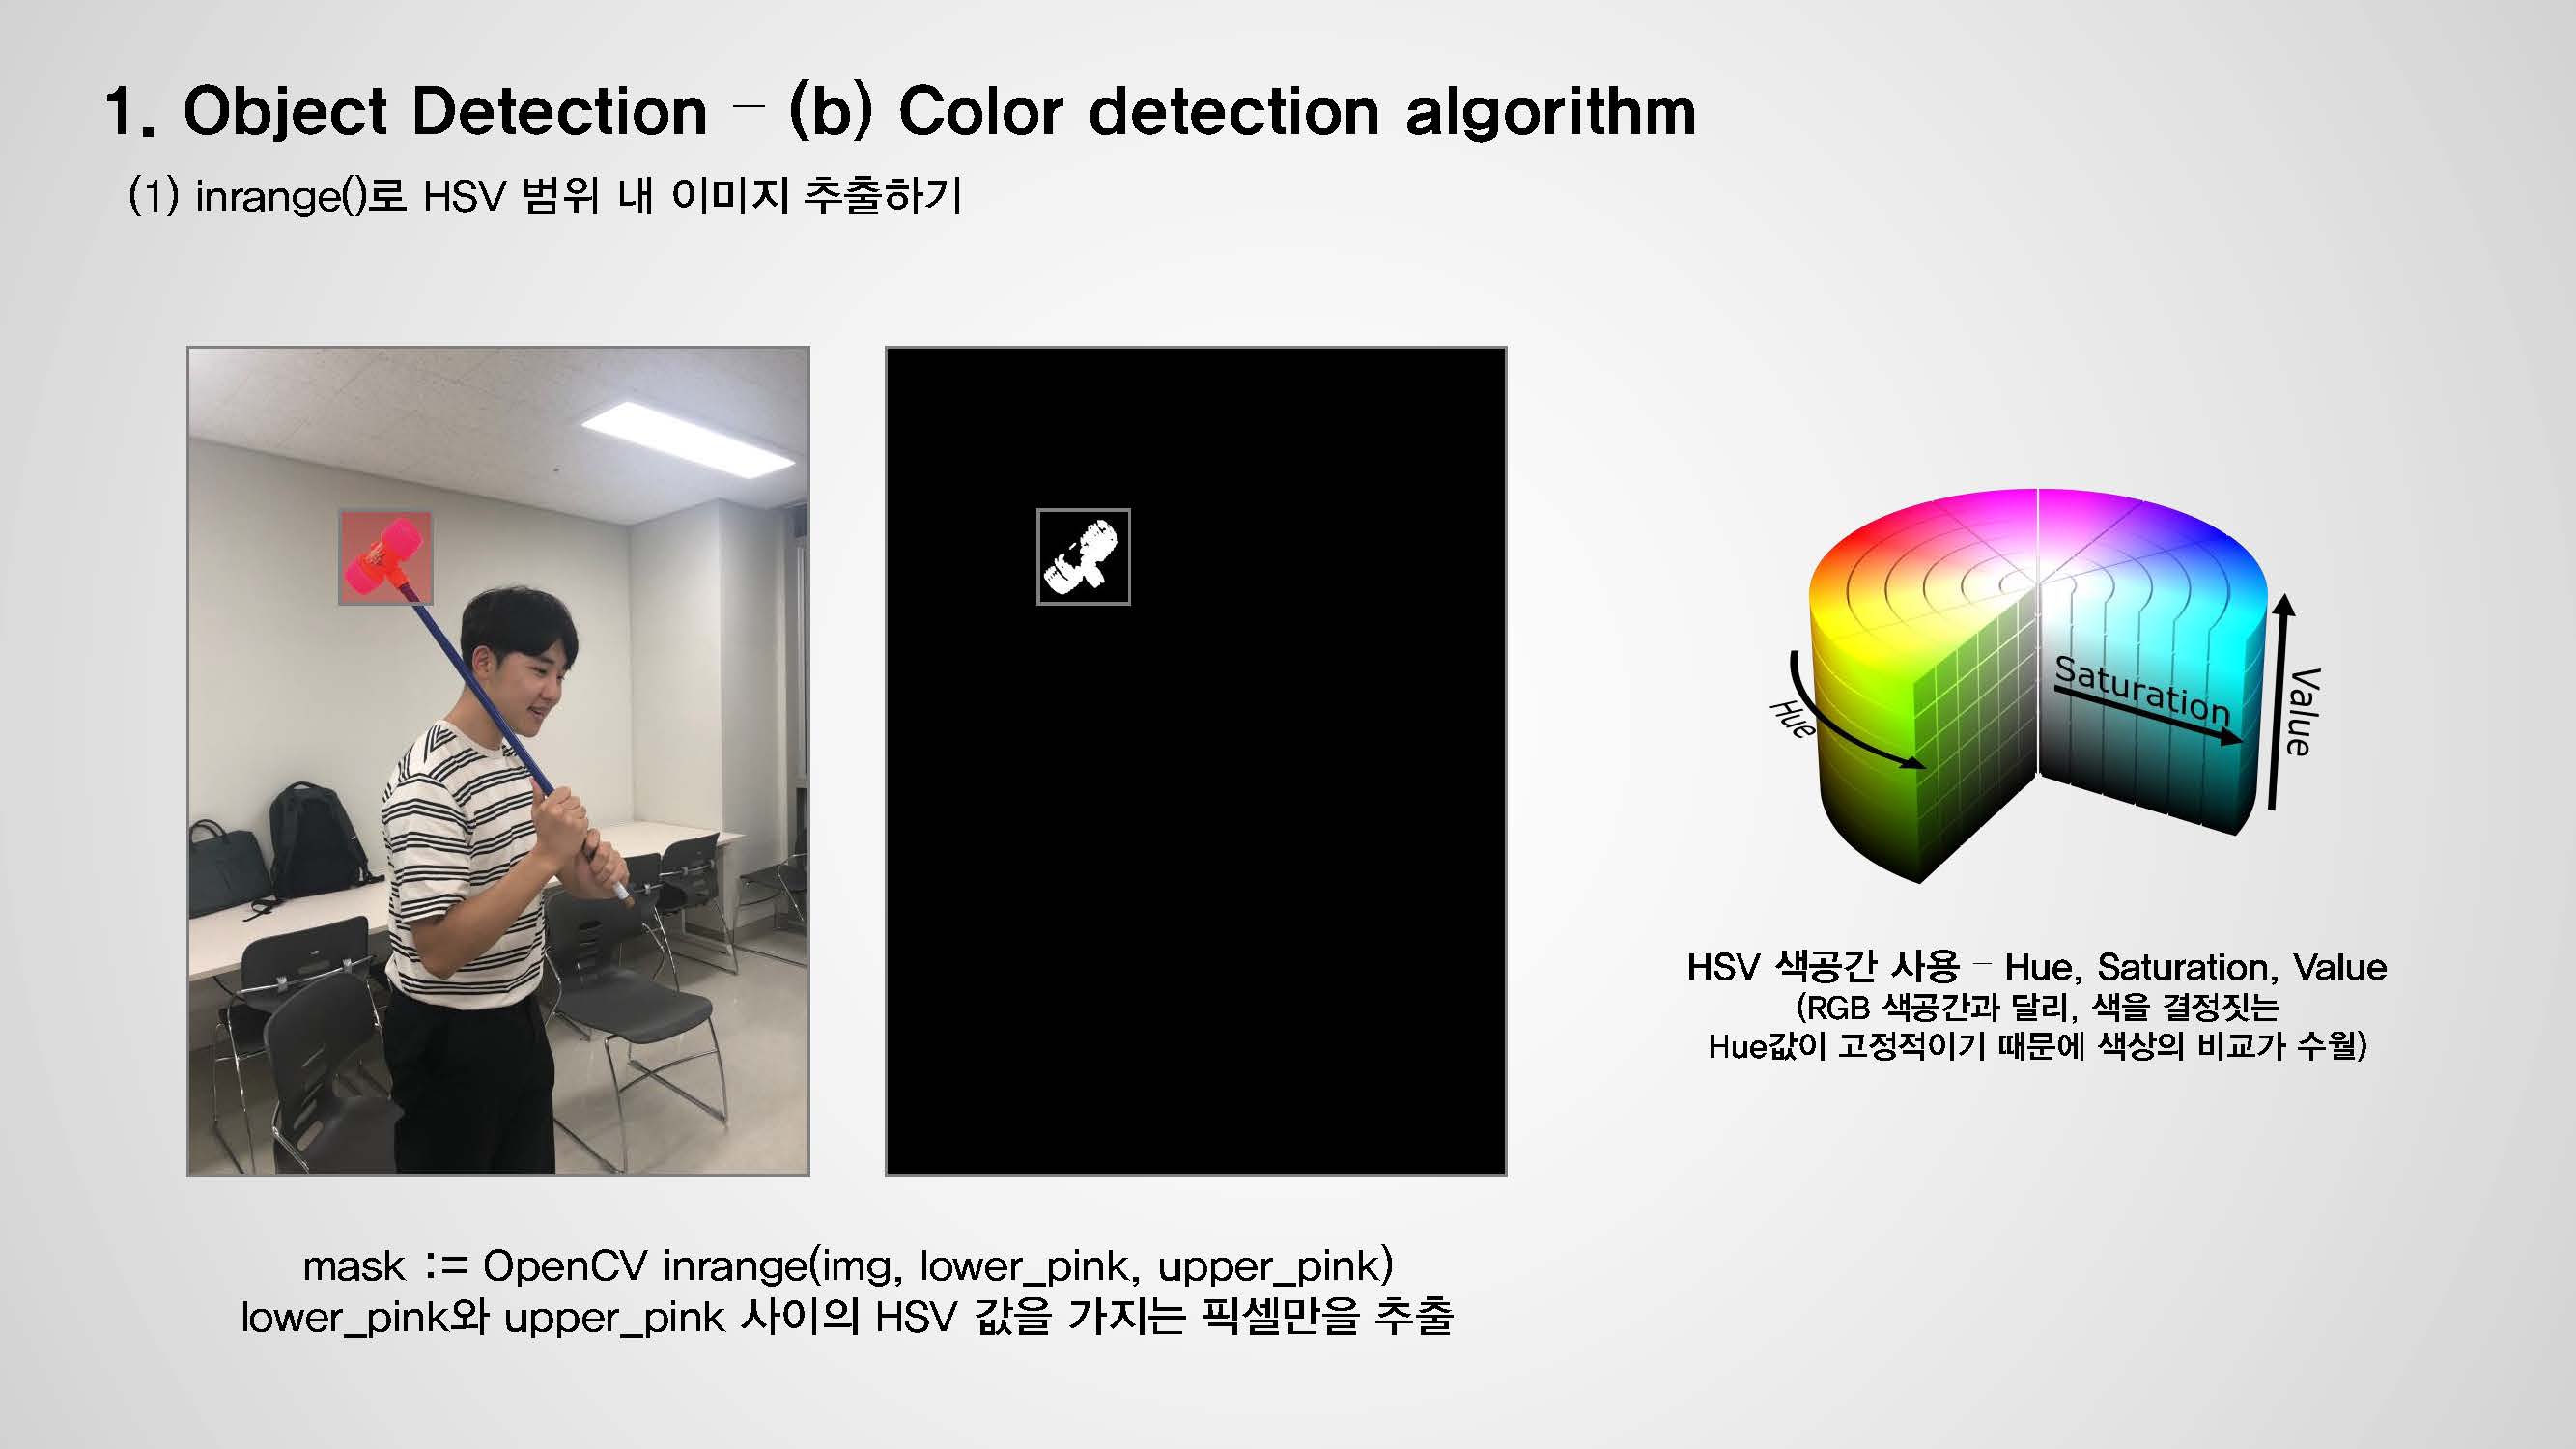 1. Object Detection – (b) Color detection algorithm
(1) inrange()로 HSV 범위 내 이미지 추출하기
Hue
Saturation
Value
HSV 색공간 사용 – Hue, Saturation, Value
(RGB 색공간과 달리, 색을 결정짓는
Hue값이 고정적이기 때문에 색상의 비교가 수월)
mask := OpenCV inrange(img, lower_pink, upper_pink)
lower_pink와 upper_pink 사이의 HSV 값을 가지는 픽셀만을 추출